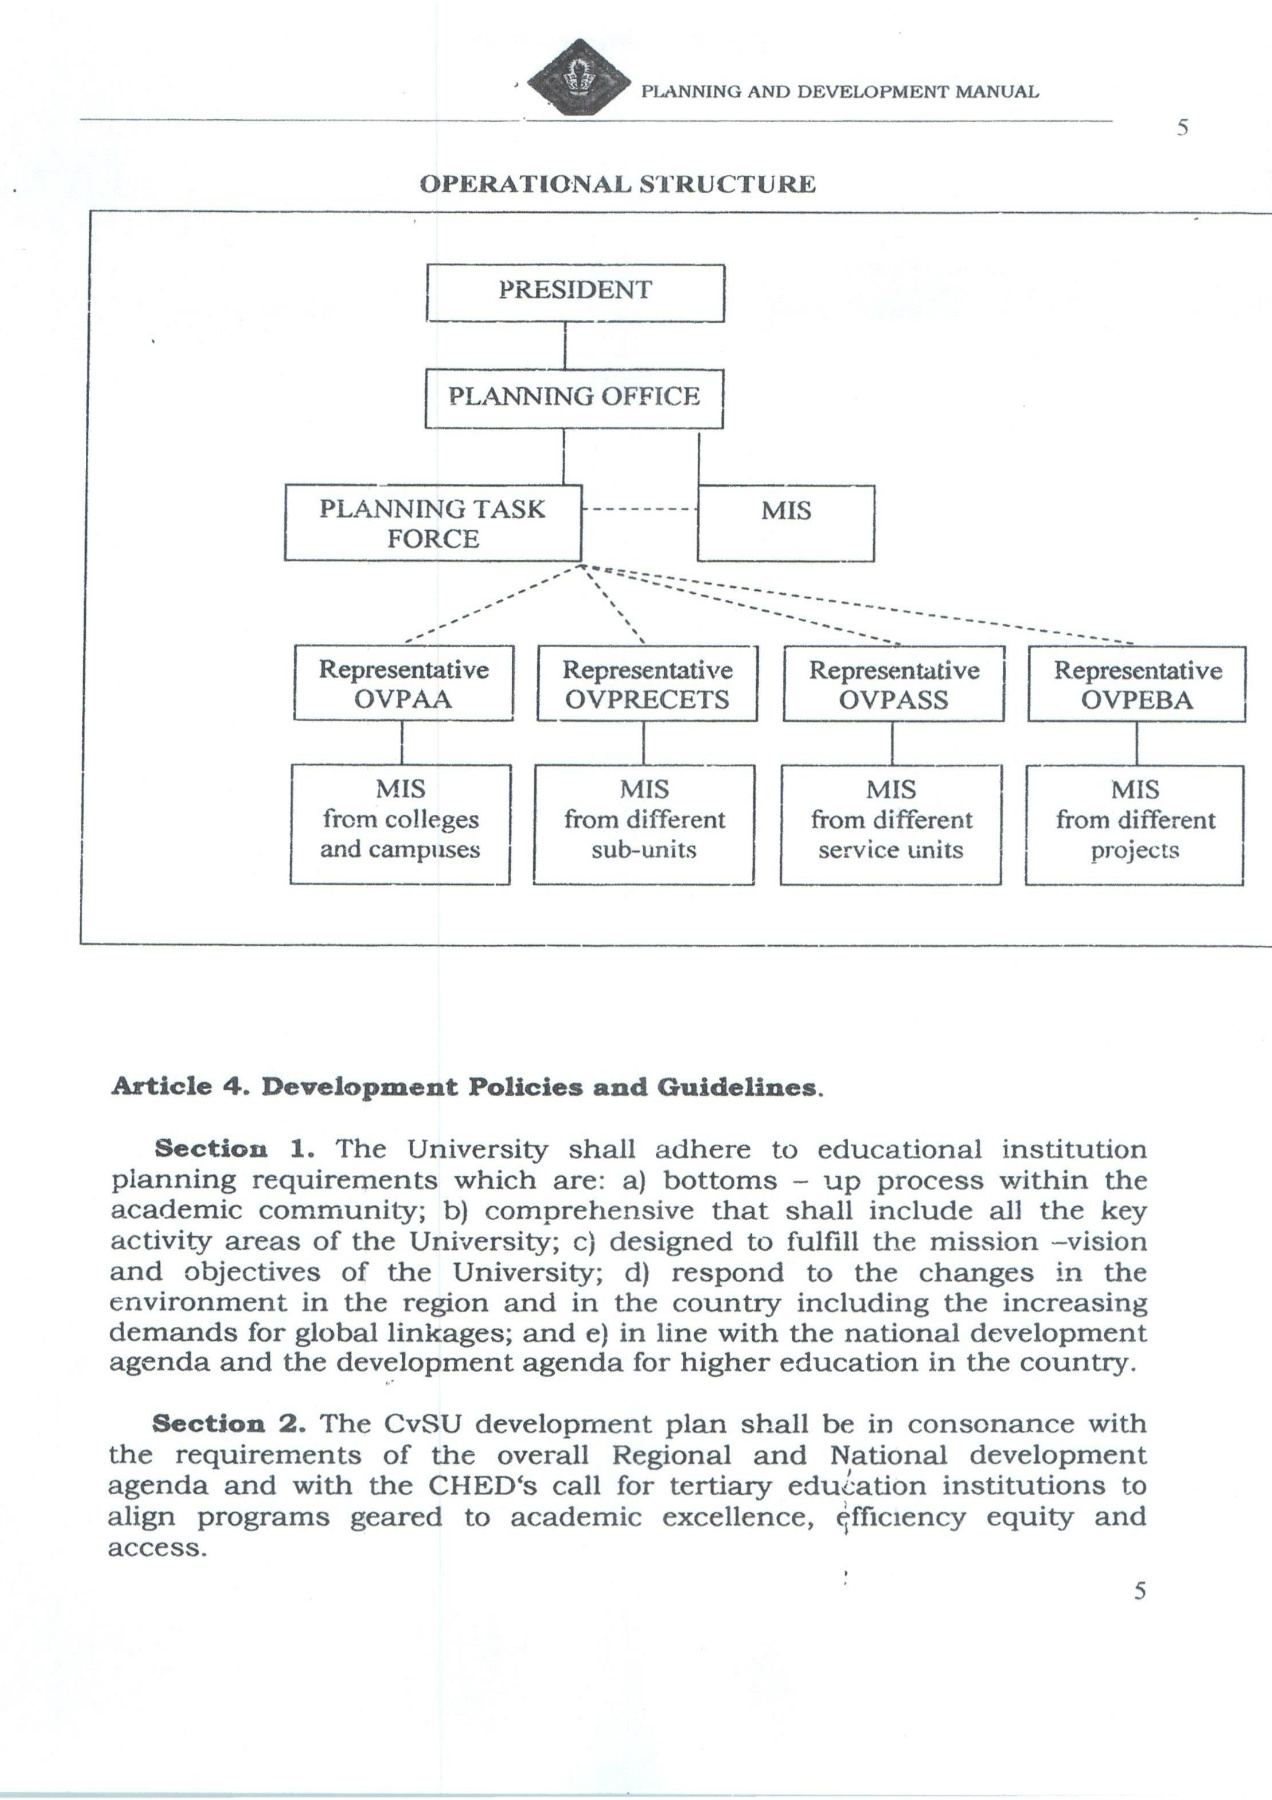 PLANNING AND DEVELOPMENT MANUAL
5
OPERATIONAL STRUCTURE
PRESIDENT
PLANNING OFFICE
PLANNING TASK
FORCE
MIS
Representative
OVPAA
Representative
OVPRECETS
Representative
OVPASS
Representative
OVPEBA
MIS
from colleges
and campuses
MIS
from different
sub-units
MIS
from different
service units
MIS
from different
projects
Article 4. Development Policies and Guidelines.
Section 1. The University shall adhere to educational institution
planning requirements which are: a) bottoms – up process within the
academic community; b) comprehensive that shall include all the key
activity areas of the University; c) designed to fulfill the mission –vision
and objectives of the University; d) respond to the changes in the
environment in the region and in the country including the increasing
demands for global linkages; and e) in line with the national development
agenda and the development agenda for higher education in the country.
Section 2. The CvSU development plan shall be in consonance with
the requirements of the overall Regional and National development
agenda and with the CHED‘s call for tertiary education institutions to
align programs geared to academic excellence, efficiency equity and
access.
5